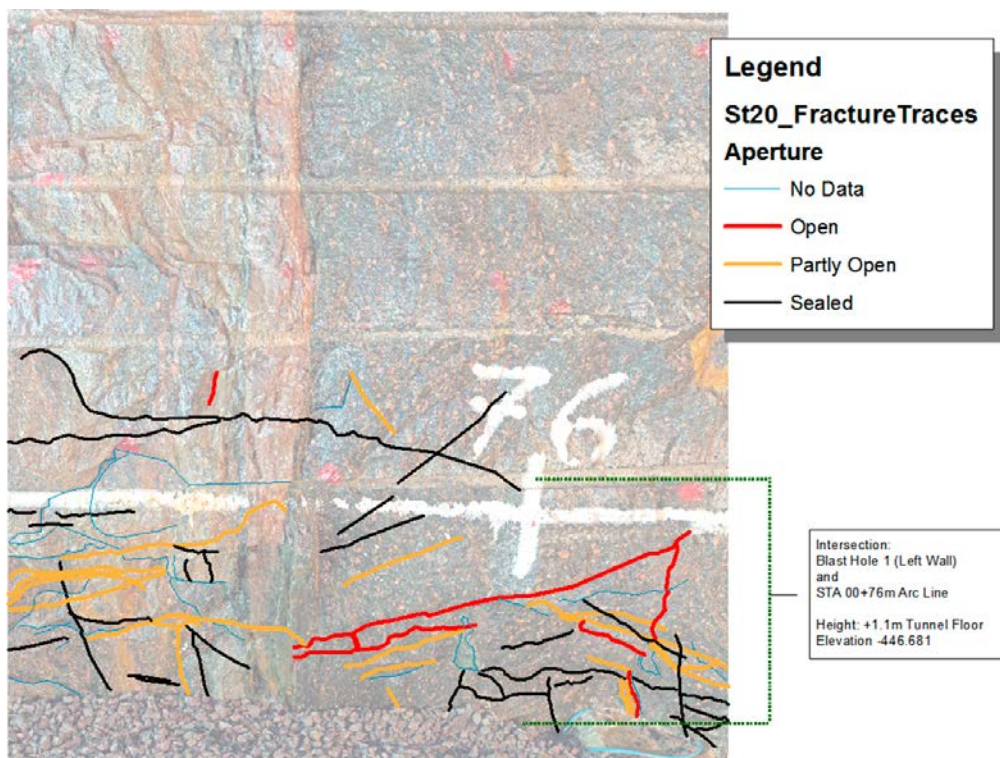 Legend
St20_FractureTraces
Aperture
No Data
Open
Partly Open
Sealed
76
Intersection:
Blast Hole 1 (Left Wall)
and
STA 00+76m Arc Line
Height: +1.1m Tunnel Floor
Elevation -446.681